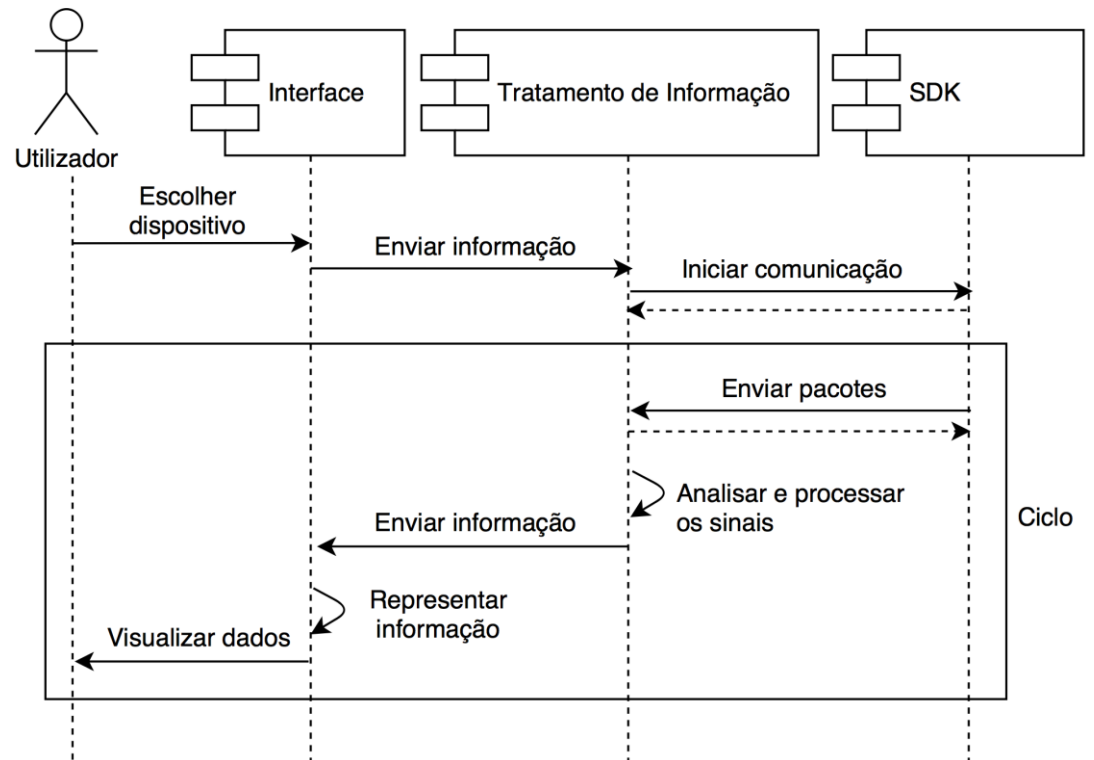 Interface
Tratamento de Informação
SDK
Utilizador
Escolher
dispositivo
Enviar informação
Iniciar comunicação
Enviar pacotes
Analisar e processar
os sinais
Ciclo
Enviar informação
Representar
informação
Visualizar dados